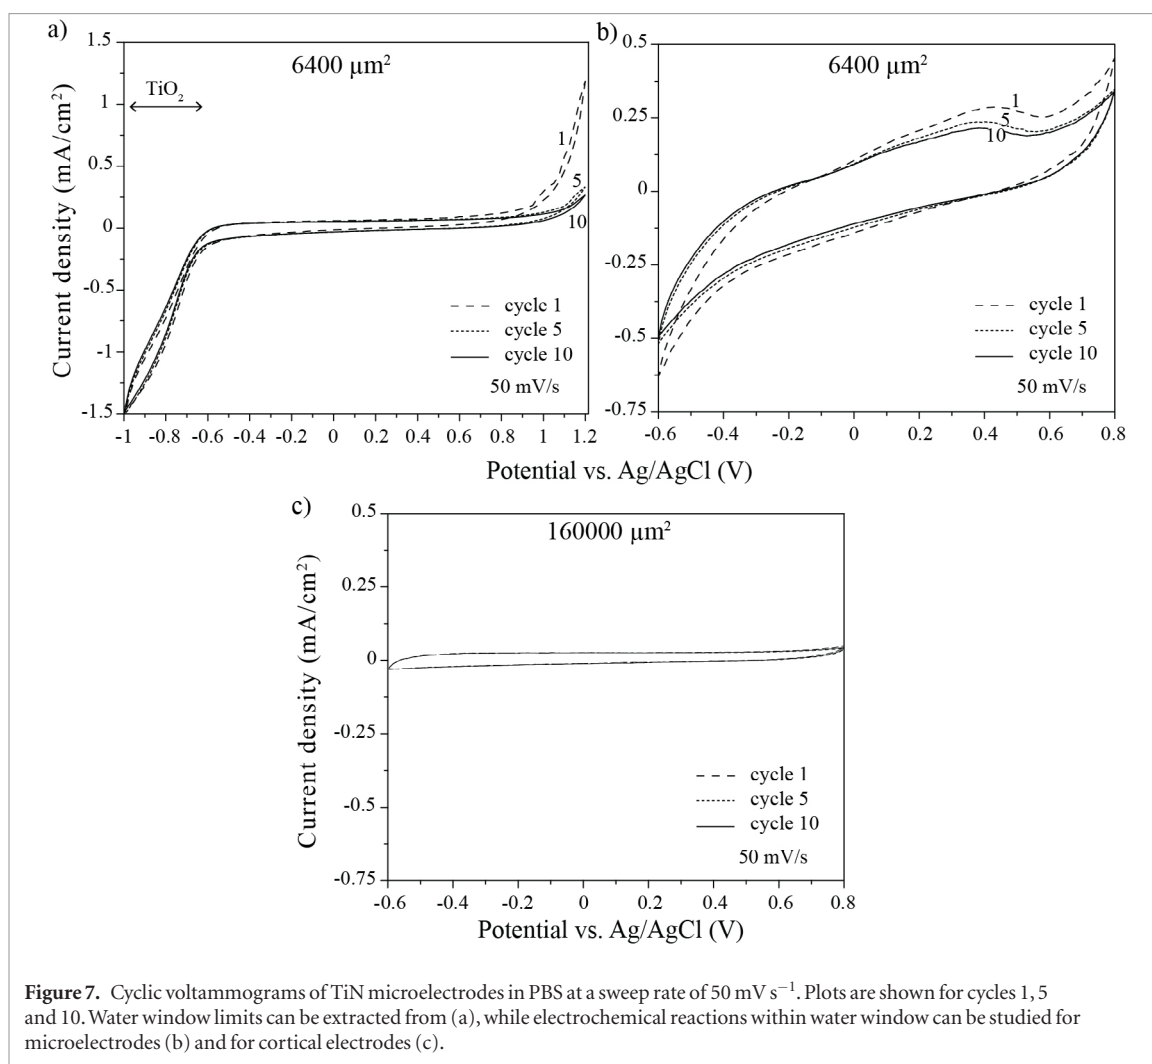 a)
6400 µm²
TiO₂
1.5
1
0.5
0
-0.5
-1
-1.5
Current density (mA/cm²)
1
5
10
cycle 1
cycle 5
cycle 10
50 mV/s
-1 -0.8 -0.6 -0.4 -0.2 0 0.2 0.4 0.6 0.8 1 1.2
b)
6400 µm²
0.5
0.25
0
-0.25
-0.5
-0.75
1
5
10
cycle 1
cycle 5
cycle 10
50 mV/s
-0.6 -0.4 -0.2 0 0.2 0.4 0.6 0.8
Potential vs. Ag/AgCl (V)
c)
160000 µm²
0.5
0.25
0
-0.25
-0.5
-0.75
Current density (mA/cm²)
cycle 1
cycle 5
cycle 10
50 mV/s
-0.6 -0.4 -0.2 0 0.2 0.4 0.6 0.8
Potential vs. Ag/AgCl (V)
Figure 7. Cyclic voltammograms of TiN microelectrodes in PBS at a sweep rate of 50 mV s⁻¹. Plots are shown for cycles 1, 5
and 10. Water window limits can be extracted from (a), while electrochemical reactions within water window can be studied for
microelectrodes (b) and for cortical electrodes (c).